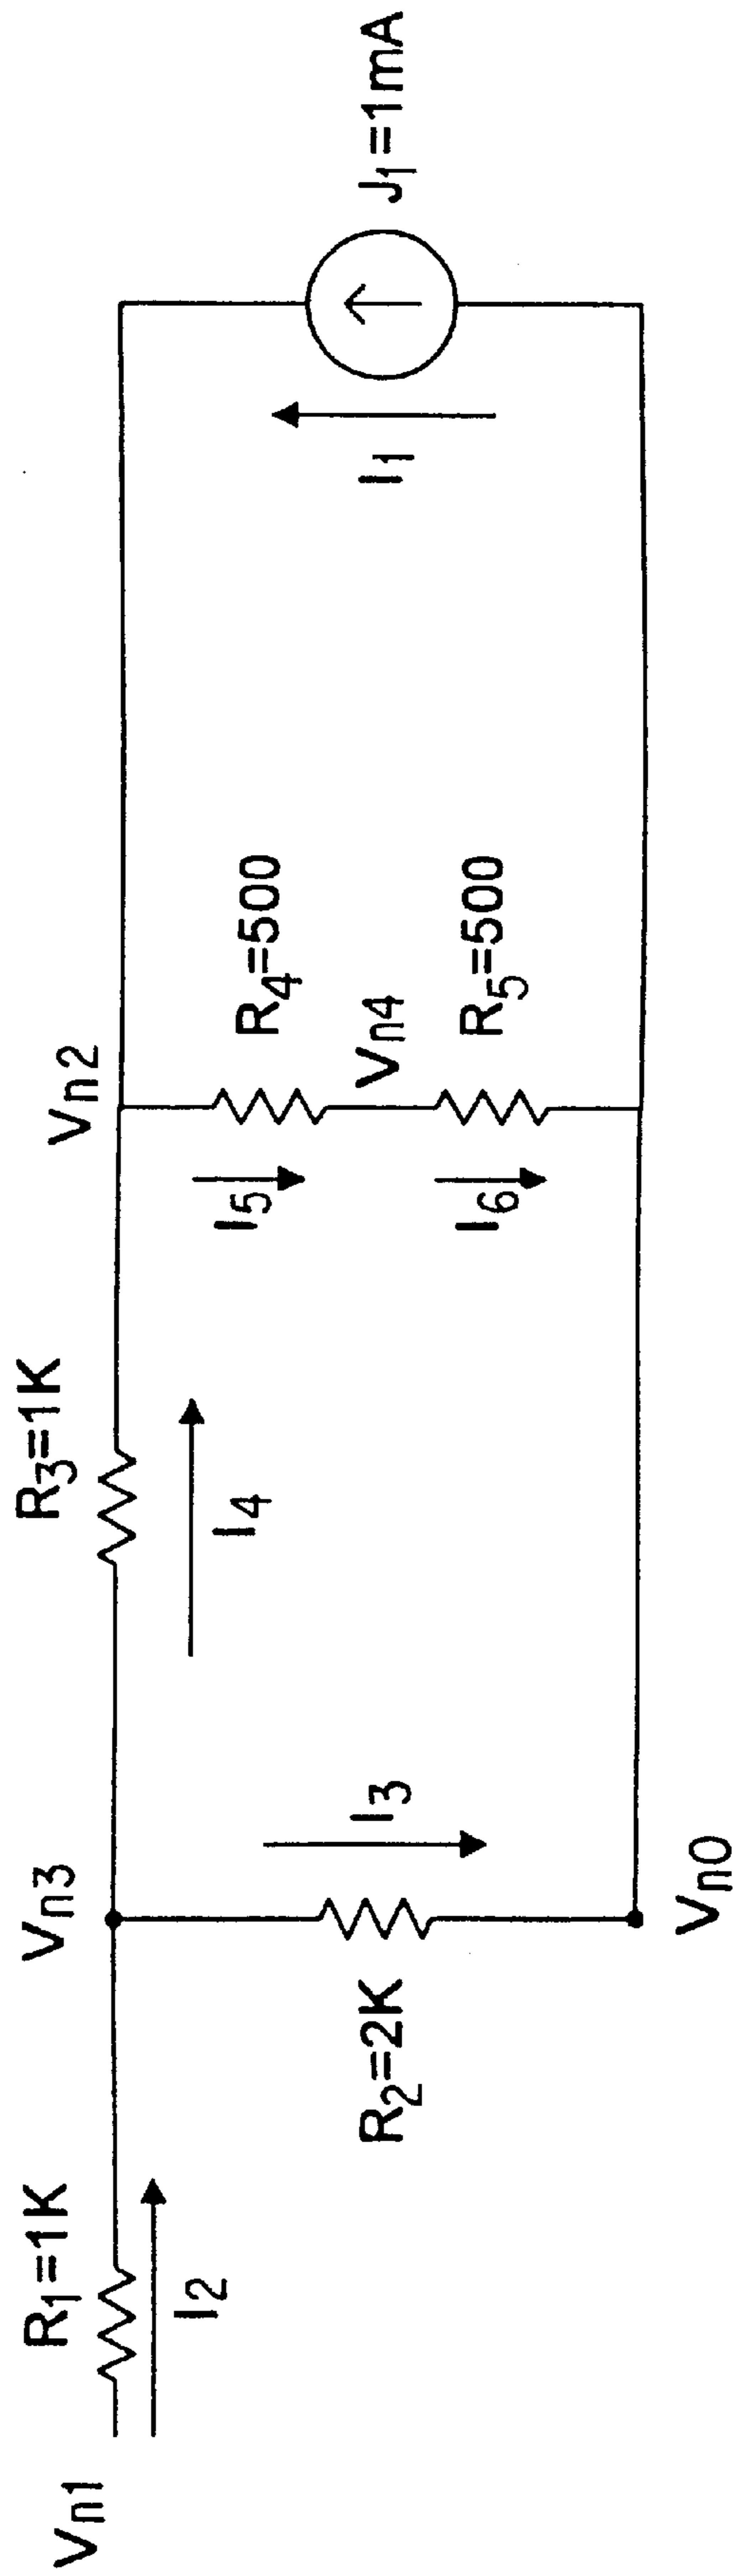 Vn1
R1=1K
I2
Vn3
R2=2K
I3
Vn0
R3=1K
I4
Vn2
I5
R4=500
Vn4
I6
R5=500
I1
J1=1mA